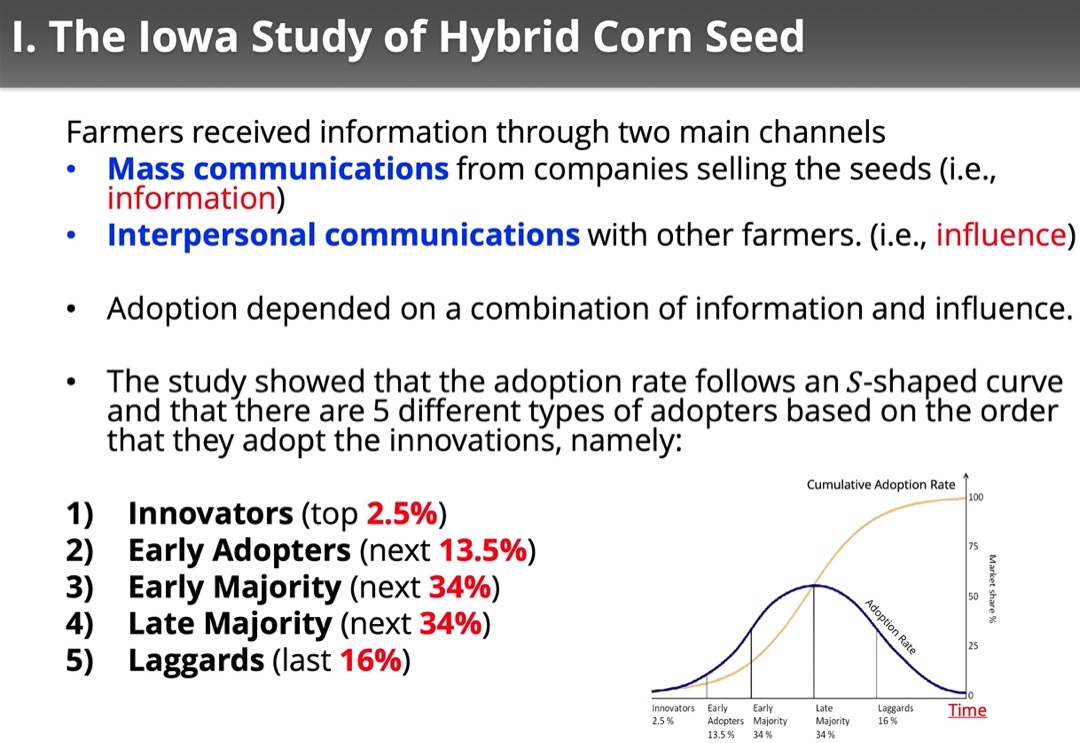 I. The Iowa Study of Hybrid Corn Seed
Farmers received information through two main channels
• Mass communications from companies selling the seeds (i.e.,
information)
• Interpersonal communications with other farmers. (i.e., influence)
• Adoption depended on a combination of information and influence.
• The study showed that the adoption rate follows an S-shaped curve
and that there are 5 different types of adopters based on the order
that they adopt the innovations, namely:
1) Innovators (top 2.5%)
2) Early Adopters (next 13.5%)
3) Early Majority (next 34%)
4) Late Majority (next 34%)
5) Laggards (last 16%)
Cumulative Adoption Rate
100
75
50
25
0
Market share %
Adoption Rate
Innovators
2.5 %
Early
Adopters
13.5 %
Early
Majority
34 %
Late
Majority
34 %
Laggards
16 %
Time